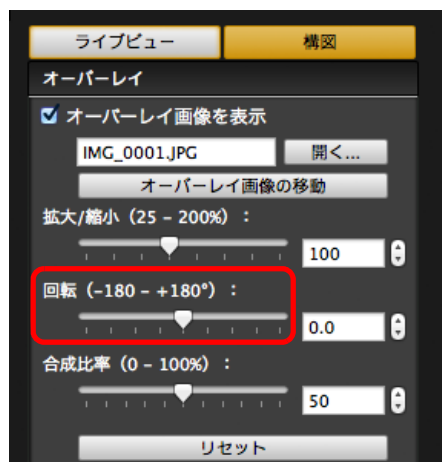 ライブビュー 構図
オーバーレイ
オーバーレイ画像を表示
IMG_0001.JPG 開く...
オーバーレイ画像の移動
拡大/縮小（25 – 200%）：
100
回転（–180 – +180°）：
0.0
合成比率（0 – 100%）：
50
リセット